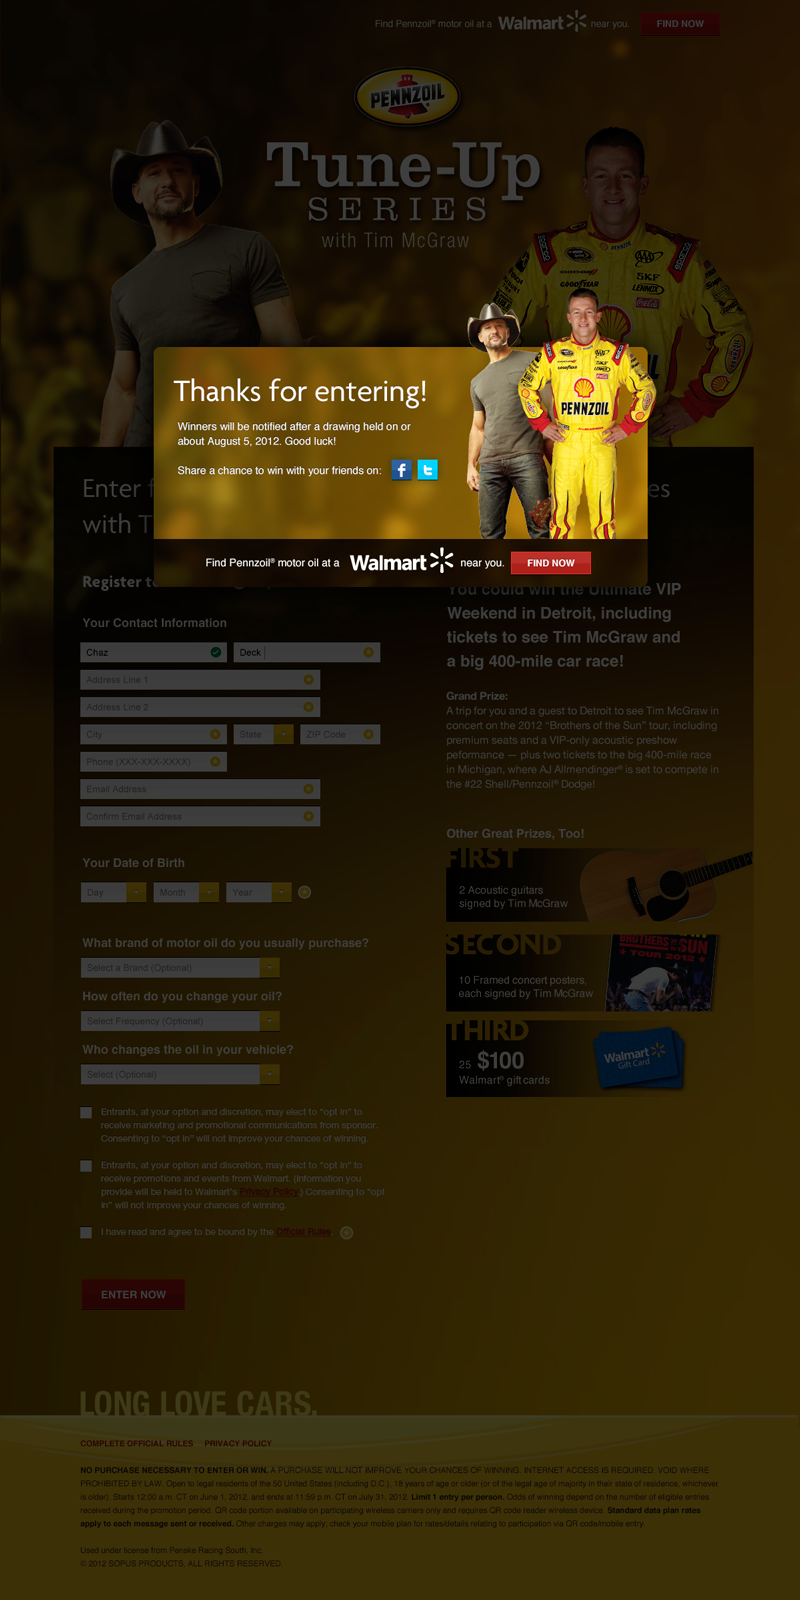 Find Pennzoil® motor oil at a Walmart near you. FIND NOW
PENNZOIL
Tune-Up
SERIES
with Tim McGraw
PENNZOIL
GOODYEAR
AAA
SKF
LENNOX
Thanks for entering!
Winners will be notified after a drawing held on or
about August 5, 2012. Good luck!
Share a chance to win with your friends on: f t
PENNZOIL
Find Pennzoil® motor oil at a Walmart near you. FIND NOW
Enter
with T
Register t
Your Contact Information
Chaz
Deck
Address Line 1
Address Line 2
City
State
ZIP Code
Phone (XXX-XXX-XXXX)
Email Address
Confirm Email Address
Your Date of Birth
Day
Month
Year
What brand of motor oil do you usually purchase?
Select a Brand (Optional)
How often do you change your oil?
Select Frequency (Optional)
Who changes the oil in your vehicle?
Select (Optional)
Entrants, at your option and discretion, may elect to “opt in” to
receive marketing and promotional communications from sponsor.
Consenting to “opt in” will not improve your chances of winning.
Entrants, at your option and discretion, may elect to “opt in” to
receive promotions and events from Walmart. (Information you
provide will be held to Walmart's Privacy Policy.) Consenting to “opt
in” will not improve your chances of winning.
I have read and agree to be bound by the Official Rules.
ENTER NOW
You could win the Ultimate VIP
Weekend in Detroit, including
tickets to see Tim McGraw and
a big 400-mile car race!
Grand Prize:
A trip for you and a guest to Detroit to see Tim McGraw in
concert on the 2012 “Brothers of the Sun” tour, including
premium seats and a VIP-only acoustic preshow
peformance — plus two tickets to the big 400-mile race
in Michigan, where AJ Allmendinger® is set to compete in
the #22 Shell/Pennzoil® Dodge!
Other Great Prizes, Too!
FIRST
2 Acoustic guitars
signed by Tim McGraw
SECOND
10 Framed concert posters,
each signed by Tim McGraw
BROTHERS OF THE SUN
TOUR 2012
THIRD
25 $100
Walmart® gift cards
Walmart
Gift Card
LONG LOVE CARS.
COMPLETE OFFICIAL RULES PRIVACY POLICY
NO PURCHASE NECESSARY TO ENTER OR WIN. A PURCHASE WILL NOT IMPROVE YOUR CHANCES OF WINNING. INTERNET ACCESS IS REQUIRED. VOID WHERE
PROHIBITED BY LAW. Open to legal residents of the 50 United States (including D.C.), 18 years of age or older (or of the legal age of majority in their state of residence, whichever
is older). Starts 12:00 a.m. CT on June 1, 2012, and ends at 11:59 p.m. CT on July 31, 2012. Limit 1 entry per person. Odds of winning depend on the number of eligible entries
received during the promotion period. QR code portion available on participating wireless carriers only and requires QR code reader wireless device. Standard data plan rates
apply to each message sent or received. Other charges may apply; check your mobile plan for rates/details relating to participation via QR code/mobile entry.
Used under license from Penske Racing South, Inc.
© 2012 SOPUS PRODUCTS. ALL RIGHTS RESERVED.